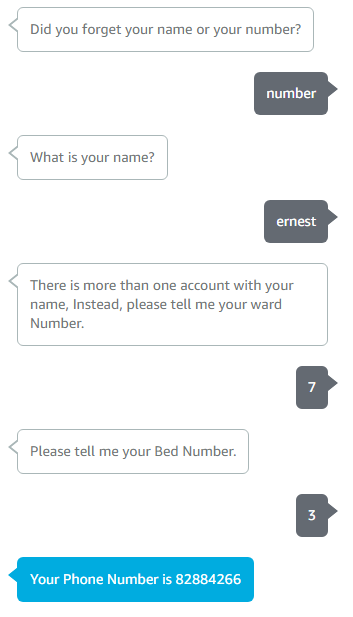 Did you forget your name or your number?
number
What is your name?
ernest
There is more than one account with your
name, Instead, please tell me your ward
Number.
7
Please tell me your Bed Number.
3
Your Phone Number is 82884266